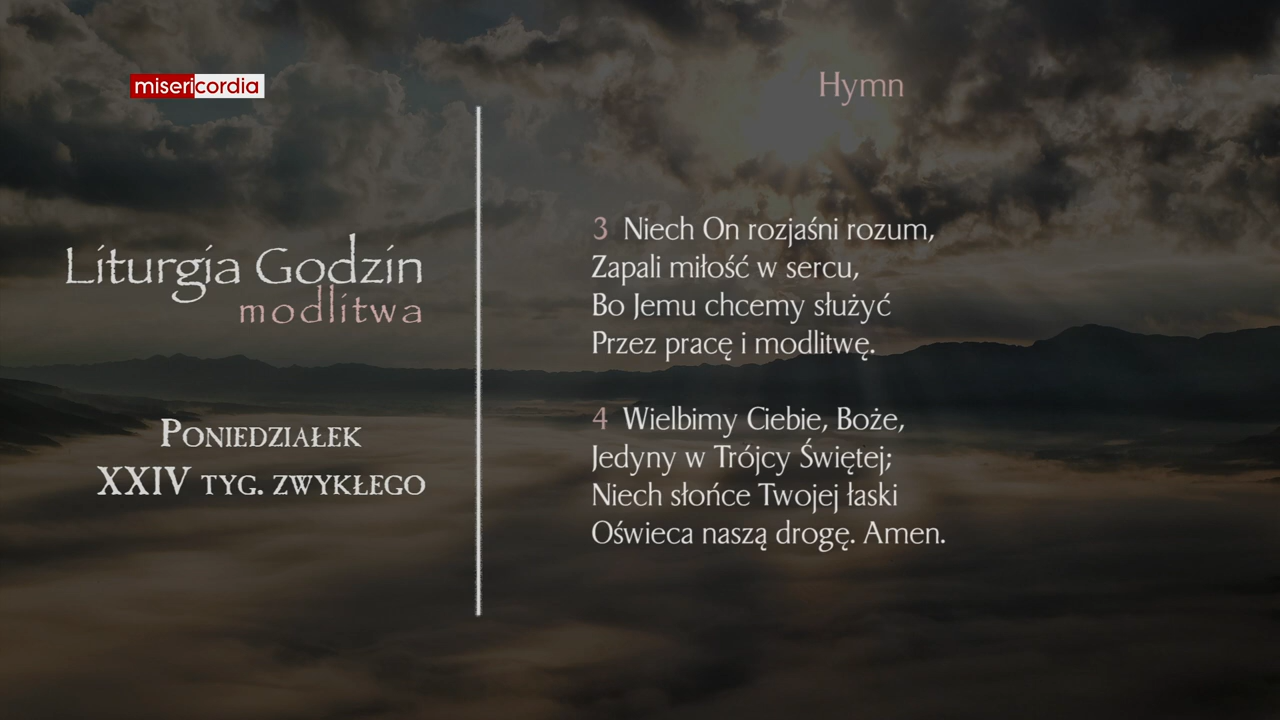 misericordia
Liturgia Godzin
modlitwa
Poniedziałek
XXIV tyg. zwykłego
Hymn
3 Niech On rozjaśni rozum,
Zapali miłość w sercu,
Bo Jemu chcemy służyć
Przez pracę i modlitwę.
4 Wielbimy Ciebie, Boże,
Jedyny w Trójcy Świętej;
Niech słońce Twojej łaski
Oświeca naszą drogę. Amen.